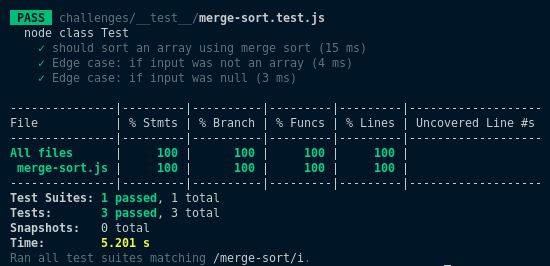 PASS challenges/__test__/merge-sort.test.js
  node class Test
    ✓ should sort an array using merge sort (15 ms)
    ✓ Edge case: if input was not an array (4 ms)
    ✓ Edge case: if input was null (3 ms)

---------------|---------|----------|---------|---------|-------------------
File           | % Stmts | % Branch | % Funcs | % Lines | Uncovered Line #s
---------------|---------|----------|---------|---------|-------------------
All files      |     100 |      100 |     100 |     100 |
 merge-sort.js |     100 |      100 |     100 |     100 |
---------------|---------|----------|---------|---------|-------------------
Test Suites: 1 passed, 1 total
Tests:       3 passed, 3 total
Snapshots:   0 total
Time:        5.201 s
Ran all test suites matching /merge-sort/i.